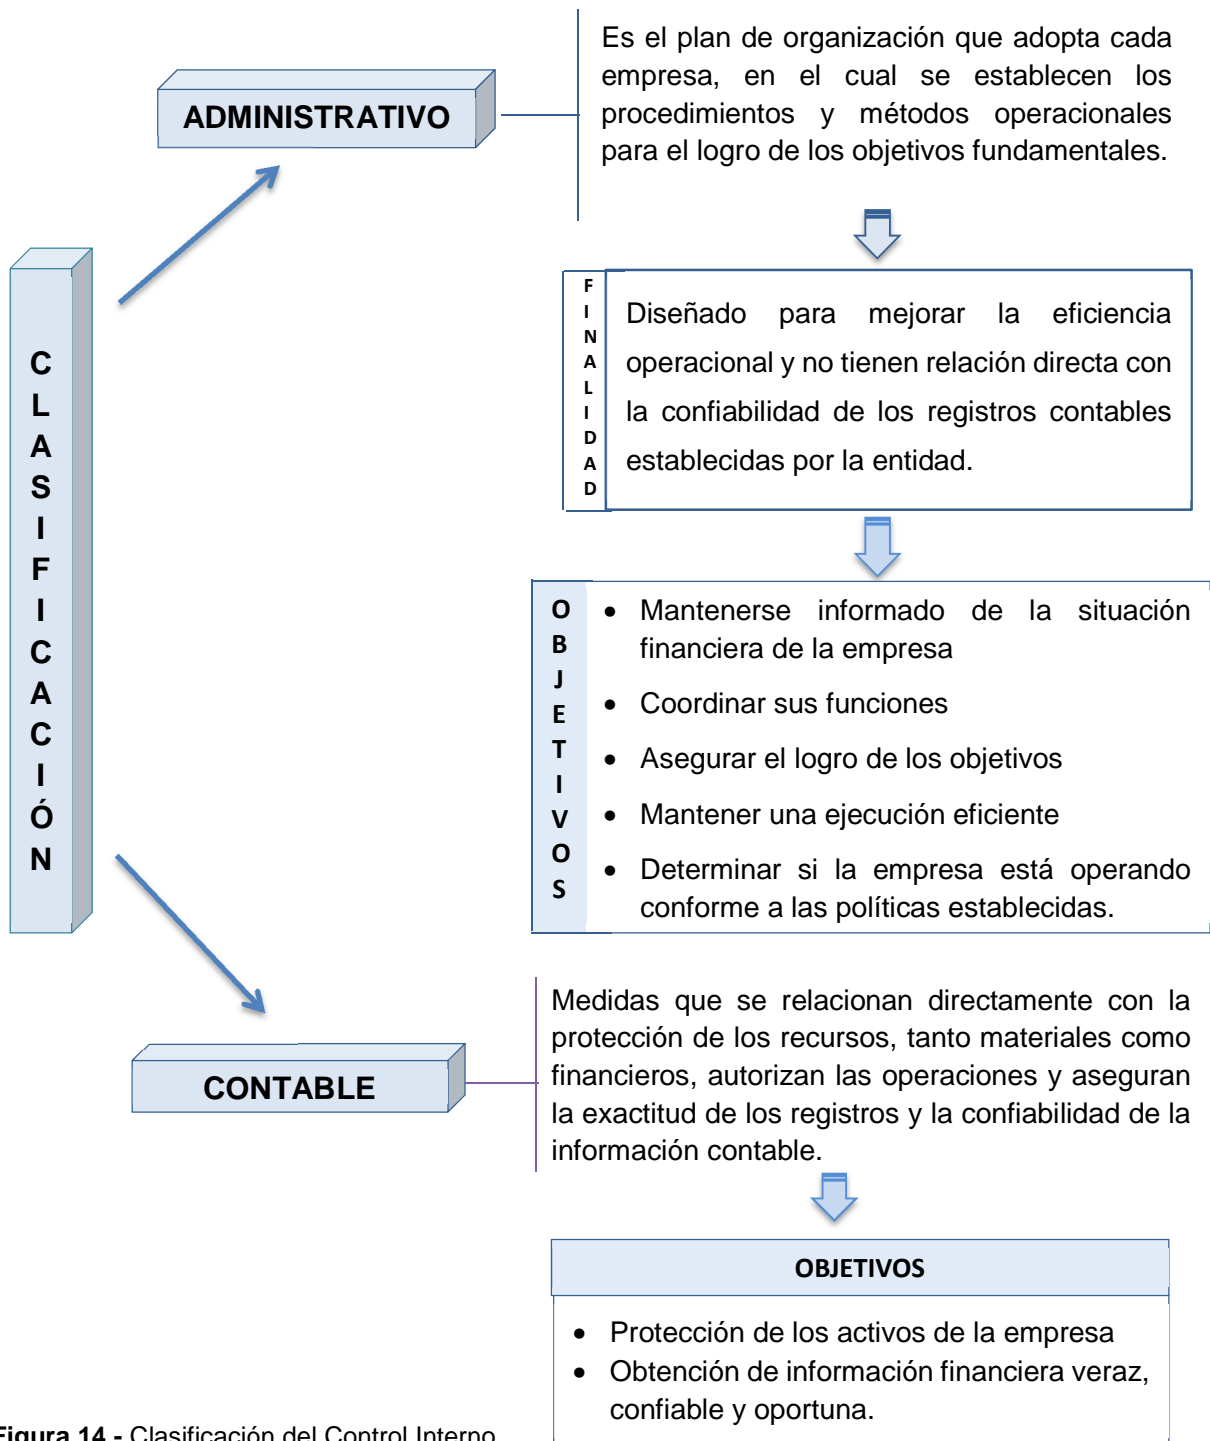 CLASIFICACIÓN
ADMINISTRATIVO
Es el plan de organización que adopta cada
empresa, en el cual se establecen los
procedimientos y métodos operacionales
para el logro de los objetivos fundamentales.
FINALIDAD
Diseñado para mejorar la eficiencia
operacional y no tienen relación directa con
la confiabilidad de los registros contables
establecidas por la entidad.
OBJETIVOS
• Mantenerse informado de la situación
financiera de la empresa
• Coordinar sus funciones
• Asegurar el logro de los objetivos
• Mantener una ejecución eficiente
• Determinar si la empresa está operando
conforme a las políticas establecidas.
CONTABLE
Medidas que se relacionan directamente con la
protección de los recursos, tanto materiales como
financieros, autorizan las operaciones y aseguran
la exactitud de los registros y la confiabilidad de la
información contable.
OBJETIVOS
• Protección de los activos de la empresa
• Obtención de información financiera veraz,
confiable y oportuna.
Figura 14 - Clasificación del Control Interno